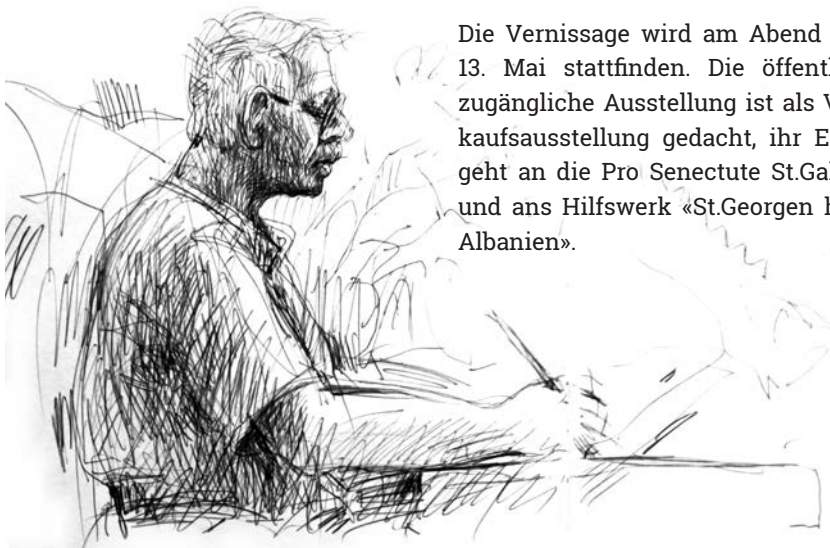 Die Vernissage wird am Abend
13. Mai stattfinden. Die öffentl
zugängliche Ausstellung ist als V
kaufsausstellung gedacht, ihr E
geht an die Pro Senectute St.Gal
und ans Hilfswerk «St.Georgen h
Albanien».